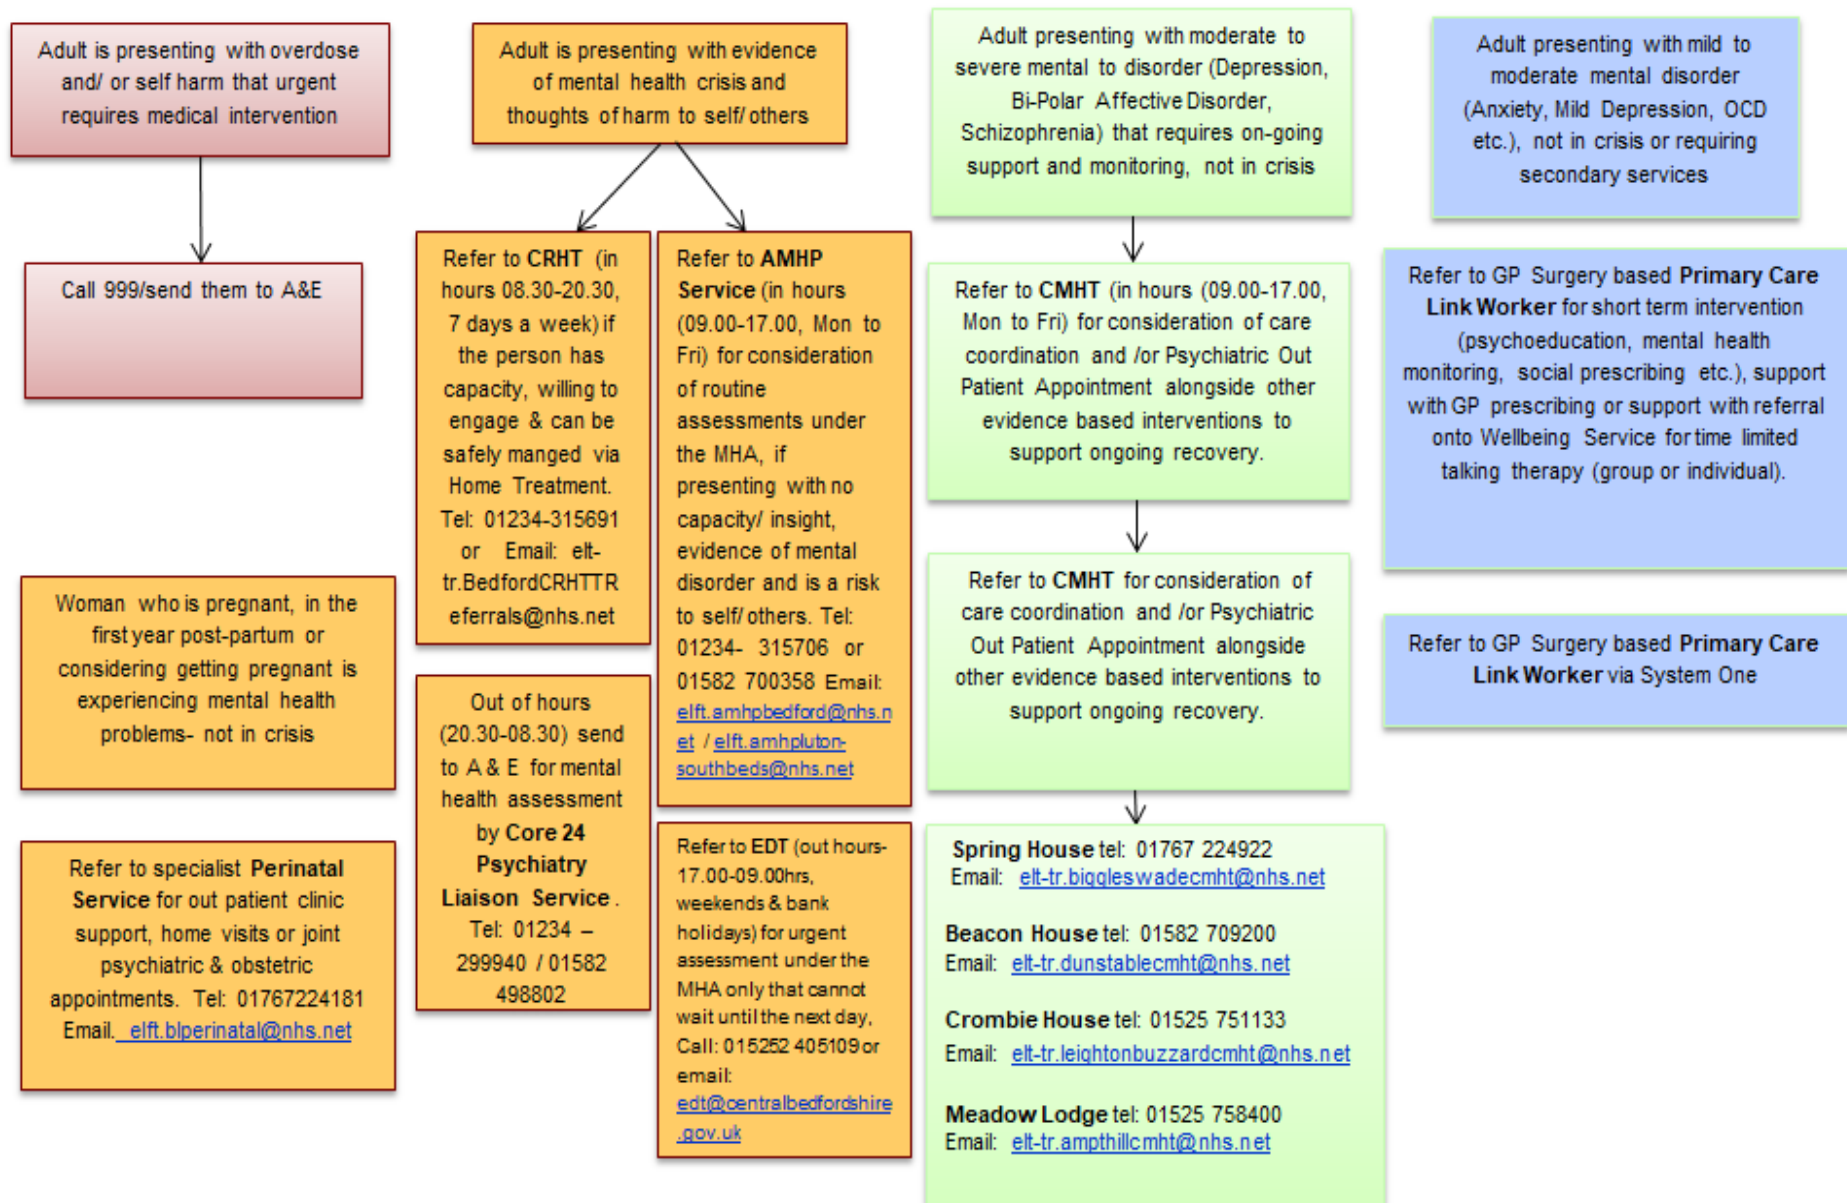 Adult is presenting with overdose
and/ or self harm that urgent
requires medical intervention
Call 999/send them to A&E
Woman who is pregnant, in the
first year post-partum or
considering getting pregnant is
experiencing mental health
problems- not in crisis
Refer to specialist Perinatal
Service for out patient clinic
support, home visits or joint
psychiatric & obstetric
appointments. Tel: 01767224181
Email. elft.blperinatal@nhs.net
Adult is presenting with evidence
of mental health crisis and
thoughts of harm to self/ others
Refer to CRHT (in
hours 08.30-20.30,
7 days a week) if
the person has
capacity, willing to
engage & can be
safely manged via
Home Treatment.
Tel: 01234-315691
or Email: elt-
tr.BedfordCRHTTR
eferrals@nhs.net
Out of hours
(20.30-08.30) send
to A & E for mental
health assessment
by Core 24
Psychiatry
Liaison Service .
Tel: 01234 –
299940 / 01582
498802
Refer to AMHP
Service (in hours
(09.00-17.00, Mon to
Fri) for consideration
of routine
assessments under
the MHA, if
presenting with no
capacity/ insight,
evidence of mental
disorder and is a risk
to self/ others. Tel:
01234- 315706 or
01582 700358 Email:
elft.amhpbedford@nhs.n
et / elft.amhpluton-
southbeds@nhs.net
Refer to EDT (out hours-
17.00-09.00hrs,
weekends & bank
holidays) for urgent
assessment under the
MHA only that cannot
wait until the next day,
Call: 015252 405109 or
email:
edt@centralbedfordshire
.gov.uk
Adult presenting with moderate to
severe mental to disorder (Depression,
Bi-Polar Affective Disorder,
Schizophrenia) that requires on-going
support and monitoring, not in crisis
Refer to CMHT (in hours (09.00-17.00,
Mon to Fri) for consideration of care
coordination and /or Psychiatric Out
Patient Appointment alongside other
evidence based interventions to
support ongoing recovery.
Refer to CMHT for consideration of
care coordination and /or Psychiatric
Out Patient Appointment alongside
other evidence based interventions to
support ongoing recovery.
Spring House tel: 01767 224922
Email: elt-tr.biggleswadecmht@nhs.net
Beacon House tel: 01582 709200
Email: elt-tr.dunstablecmht@nhs.net
Crombie House tel: 01525 751133
Email: elt-tr.leightonbuzzardcmht@nhs.net
Meadow Lodge tel: 01525 758400
Email: elt-tr.ampthillcmht@nhs.net
Adult presenting with mild to
moderate mental disorder
(Anxiety, Mild Depression, OCD
etc.), not in crisis or requiring
secondary services
Refer to GP Surgery based Primary Care
Link Worker for short term intervention
(psychoeducation, mental health
monitoring, social prescribing etc.), support
with GP prescribing or support with referral
onto Wellbeing Service for time limited
talking therapy (group or individual).
Refer to GP Surgery based Primary Care
Link Worker via System One